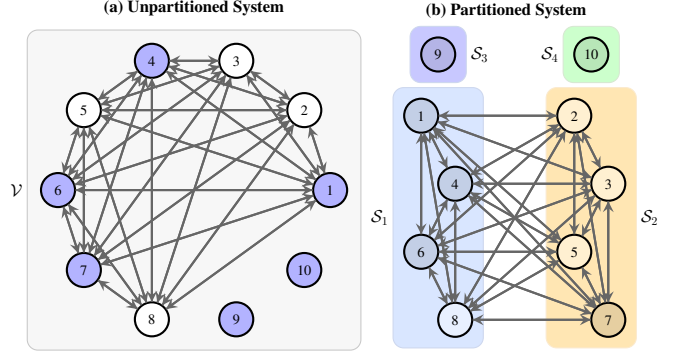 (a) Unpartitioned System
(b) Partitioned System
4
3
5
2
6
1
7
10
8
9
𝒱
9
𝒮₃
𝒮₄
10
1
2
4
3
𝒮₁
𝒮₂
6
5
8
7